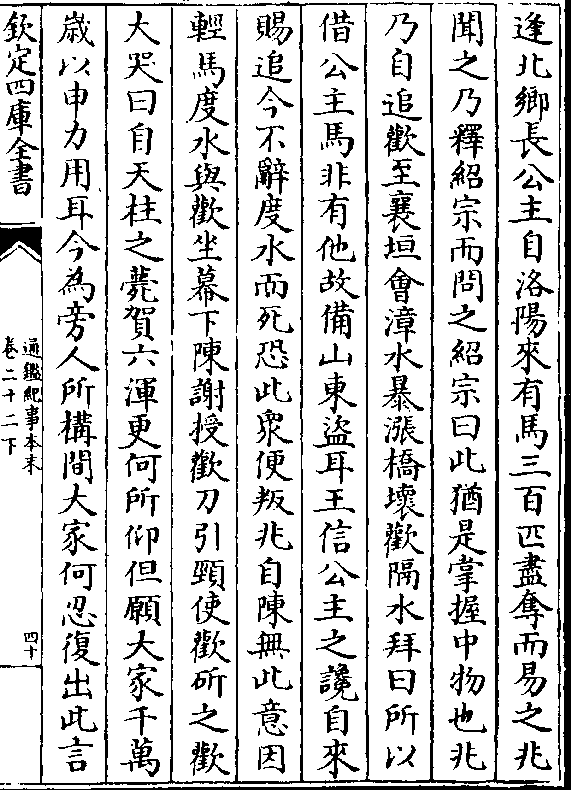 逢北鄉長公主自洛陽來有馬三百匹盡奪而易之兆
聞之乃釋紹宗而問之紹宗曰此猶是掌握中物也兆
乃自追歡至襄垣會漳水暴漲橋壞歡隔水拜曰所以
借公主馬非有他故備山東盜耳王信公主之讒自來
賜追今不辭度水而死恐此衆便叛兆自陳無此意因
輕馬度水與歡坐幕下陳謝授歡刀引頸使歡斫之歡
大哭曰自天柱之薨賀六渾更何所仰但願大家千萬
歲以申力用耳今為旁人所構間大家何忍復出此言
欽定四庫全書
通鑑紀事本末
卷二十二下
四十